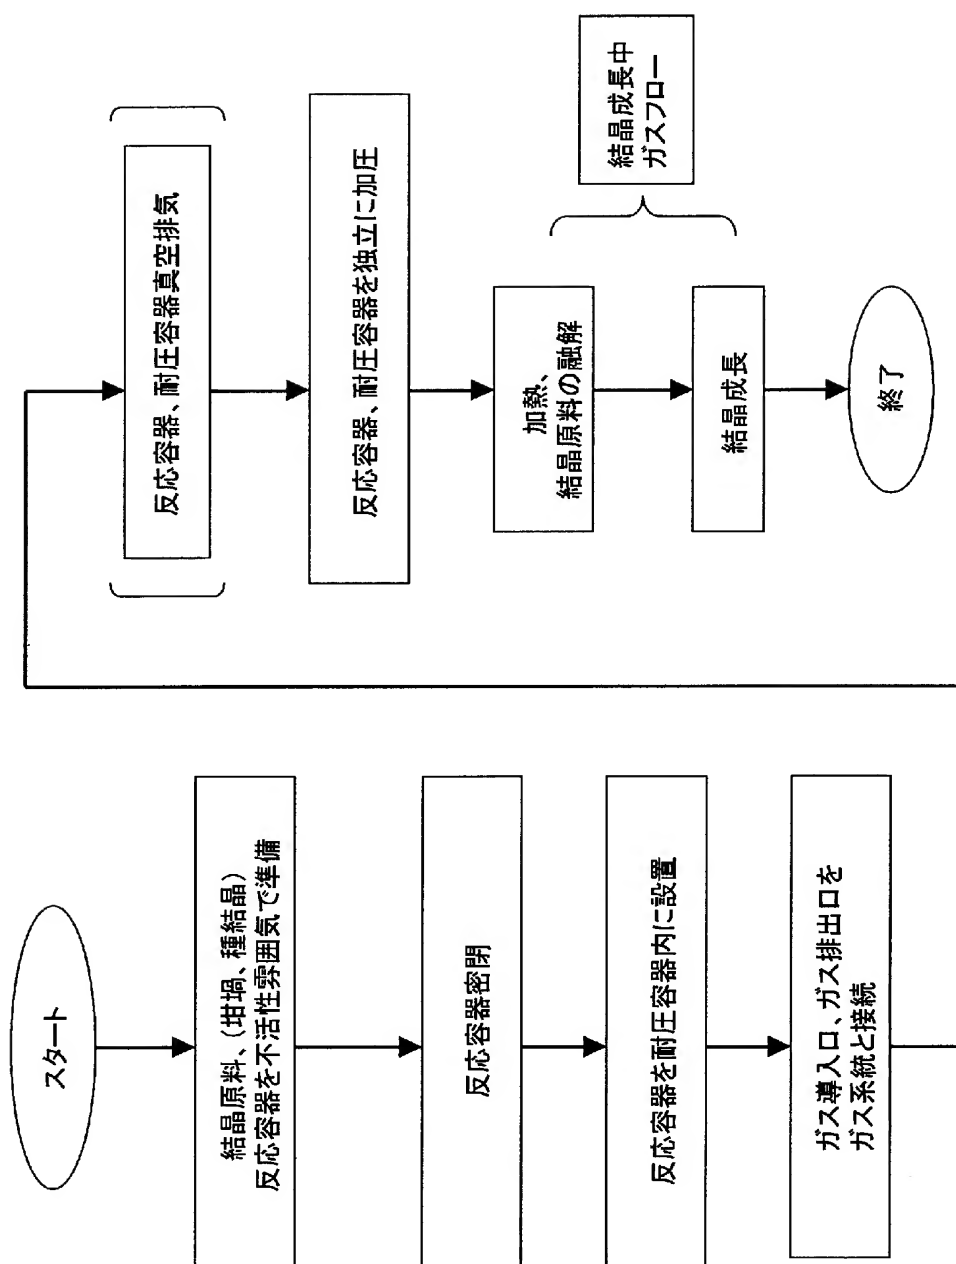 スタート
結晶原料、(坩堝、種結晶)
反応容器を不活性雰囲気で準備
反応容器密閉
反応容器を耐圧容器内に設置
ガス導入口、ガス排出口を
ガス系統と接続
反応容器、耐圧容器真空排気
反応容器、耐圧容器を独立に加圧
加熱、
結晶原料の融解
結晶成長中
ガスフロー
結晶成長
終了